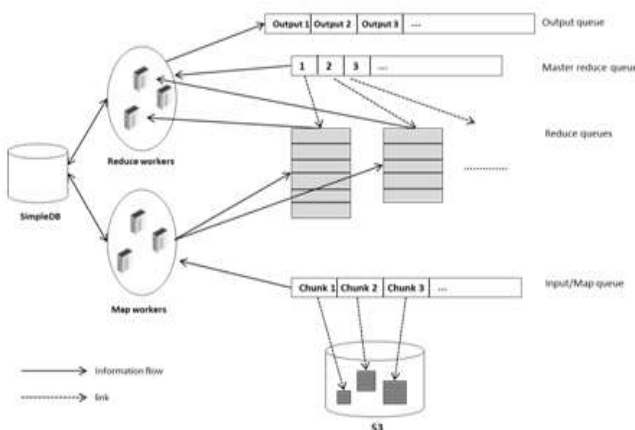 Output 1 Output 2 Output 3 ... Output queue
1 2 3 ... Master reduce queue
Reduce queues
Reduce workers
SimpleDB
.........
Map workers
Chunk 1 Chunk 2 Chunk 3 ... Input/Map queue
Information flow
link
S3